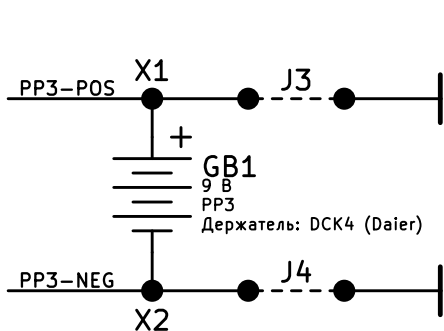 X1
J3
PP3-POS
+
GB1
9 В
PP3
Держатель: DCK4 (Daier)
J4
PP3-NEG
X2